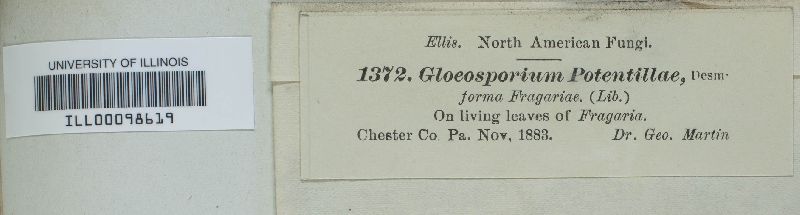 UNIVERSITY OF ILLINOIS
ILL00098619
Ellis. North American Fungi.
1372. Gloeosporium Potentillae, Desm-
forma Fragariae. (Lib.)
On living leaves of Fragaria.
Chester Co Pa. Nov, 1883. Dr. Geo. Martin